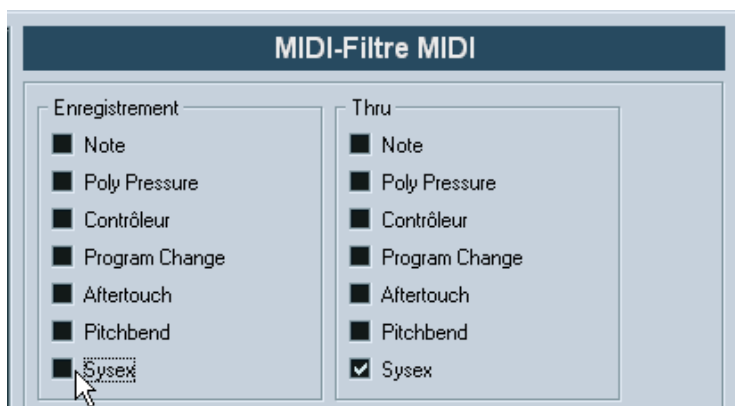 MIDI-Filtre MIDI
Enregistrement
Note
Poly Pressure
Contrôleur
Program Change
Aftertouch
Pitchbend
Sysex
Thru
Note
Poly Pressure
Contrôleur
Program Change
Aftertouch
Pitchbend
Sysex